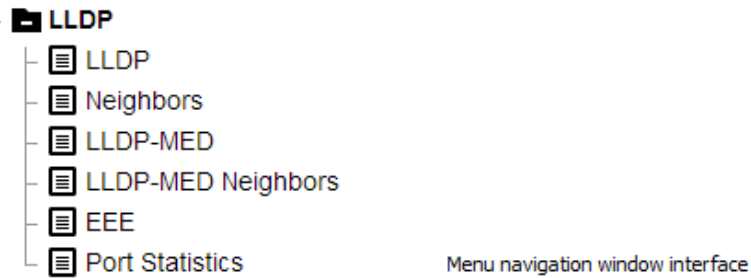 LLDP
LLDP
Neighbors
LLDP-MED
LLDP-MED Neighbors
EEE
Port Statistics
Menu navigation window interface